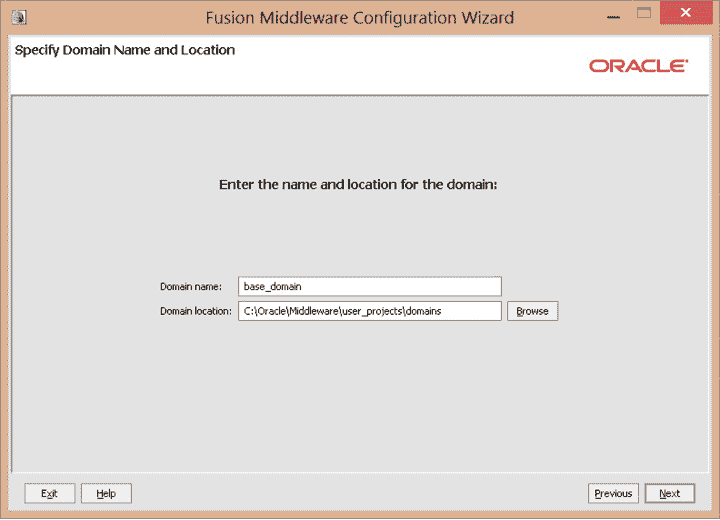 Fusion Middleware Configuration Wizard
Specify Domain Name and Location
ORACLE
Enter the name and location for the domain:
Domain name: base_domain
Domain location: C:\Oracle\Middleware\user_projects\domains Browse
Exit Help Previous Next